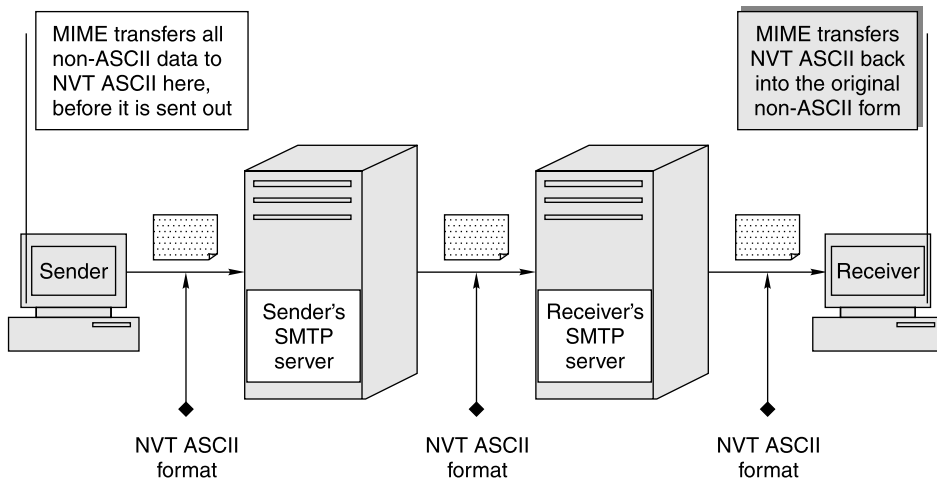 MIME transfers all
non-ASCII data to
NVT ASCII here,
before it is sent out
MIME transfers
NVT ASCII back
into the original
non-ASCII form
Sender
Sender's
SMTP
server
Receiver's
SMTP
server
Receiver
NVT ASCII
format
NVT ASCII
format
NVT ASCII
format